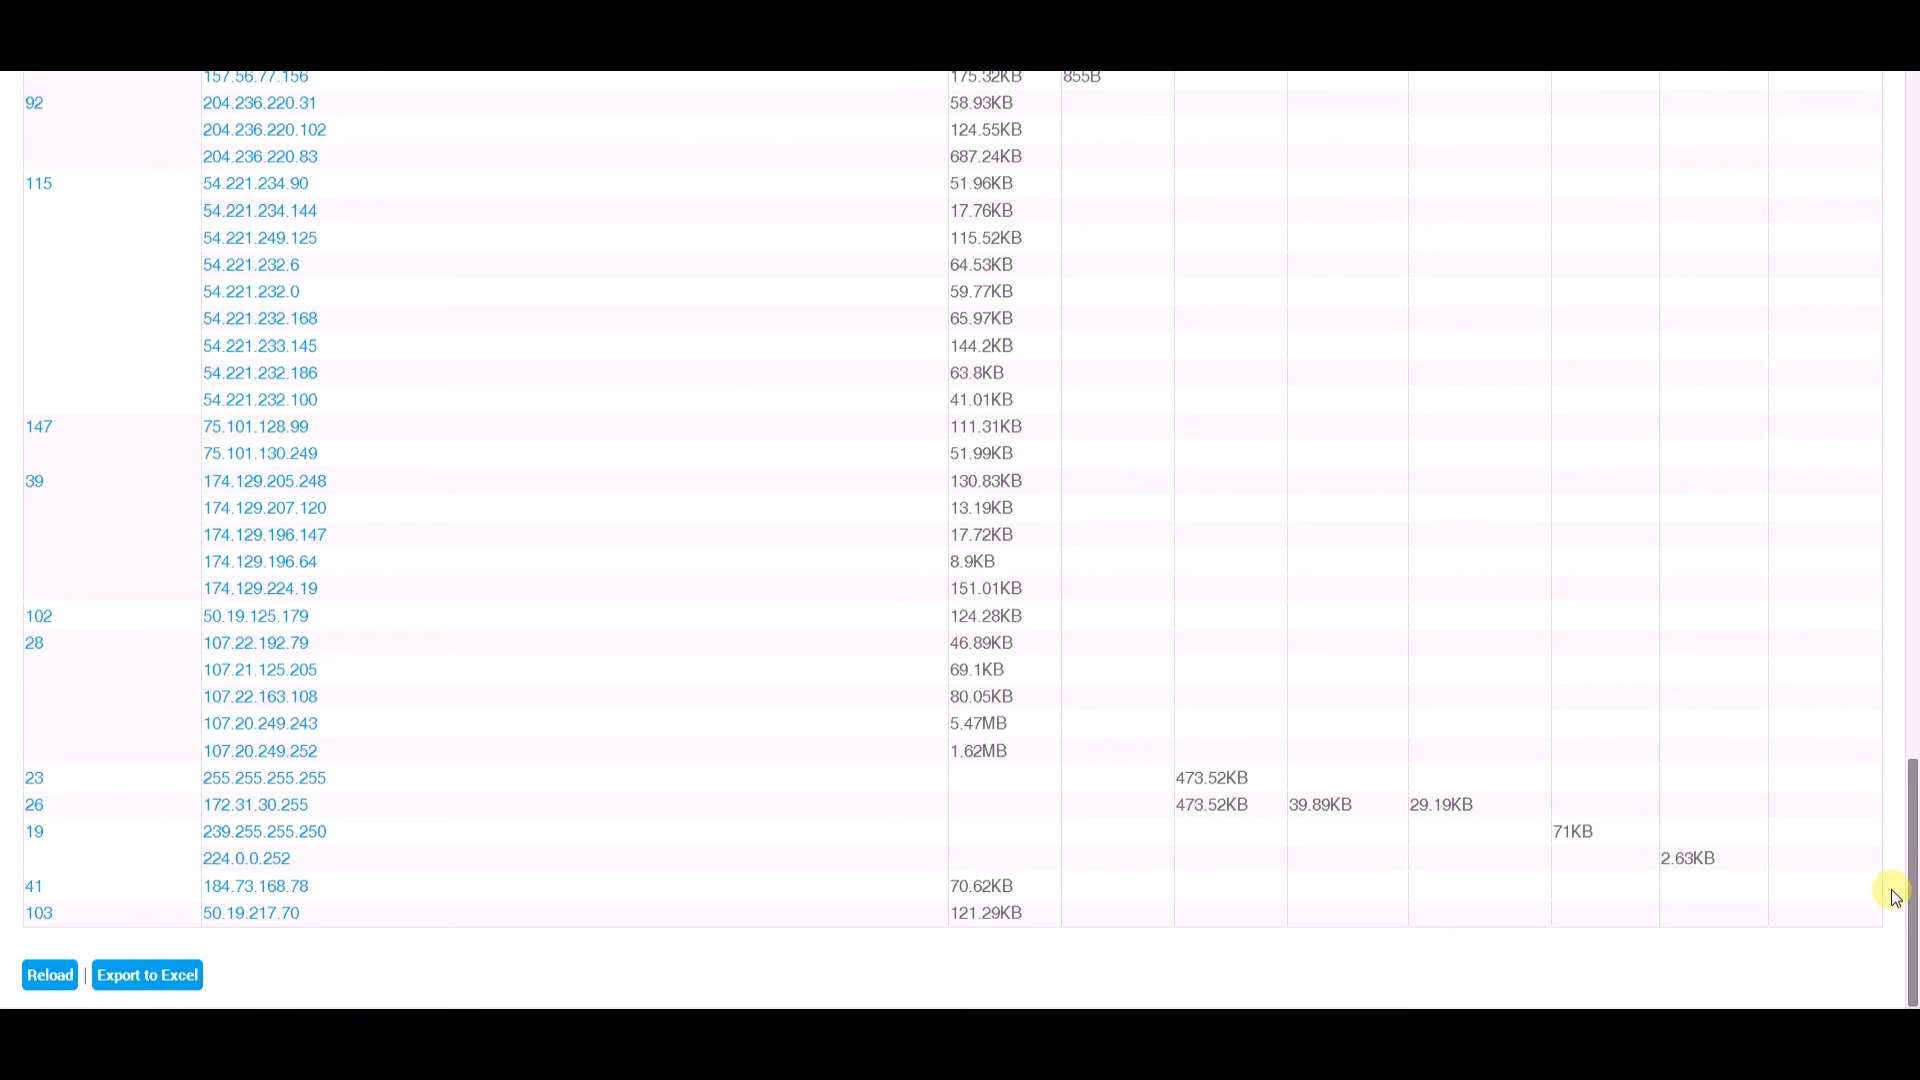 157.56.77.156 175.32KB 855B
92 204.236.220.31 58.93KB
204.236.220.102 124.55KB
204.236.220.83 687.24KB
115 54.221.234.90 51.96KB
54.221.234.144 17.76KB
54.221.249.125 115.52KB
54.221.232.6 64.53KB
54.221.232.0 59.77KB
54.221.232.168 65.97KB
54.221.233.145 144.2KB
54.221.232.186 63.8KB
54.221.232.100 41.01KB
147 75.101.128.99 111.31KB
75.101.130.249 51.99KB
39 174.129.205.248 130.83KB
174.129.207.120 13.19KB
174.129.196.147 17.72KB
174.129.196.64 8.9KB
174.129.224.19 151.01KB
102 50.19.125.179 124.28KB
28 107.22.192.79 46.89KB
107.21.125.205 69.1KB
107.22.163.108 80.05KB
107.20.249.243 5.47MB
107.20.249.252 1.62MB
23 255.255.255.255 473.52KB
26 172.31.30.255 473.52KB 39.89KB 29.19KB
19 239.255.255.250 71KB
224.0.0.252 2.63KB
41 184.73.168.78 70.62KB
103 50.19.217.70 121.29KB
Reload | Export to Excel